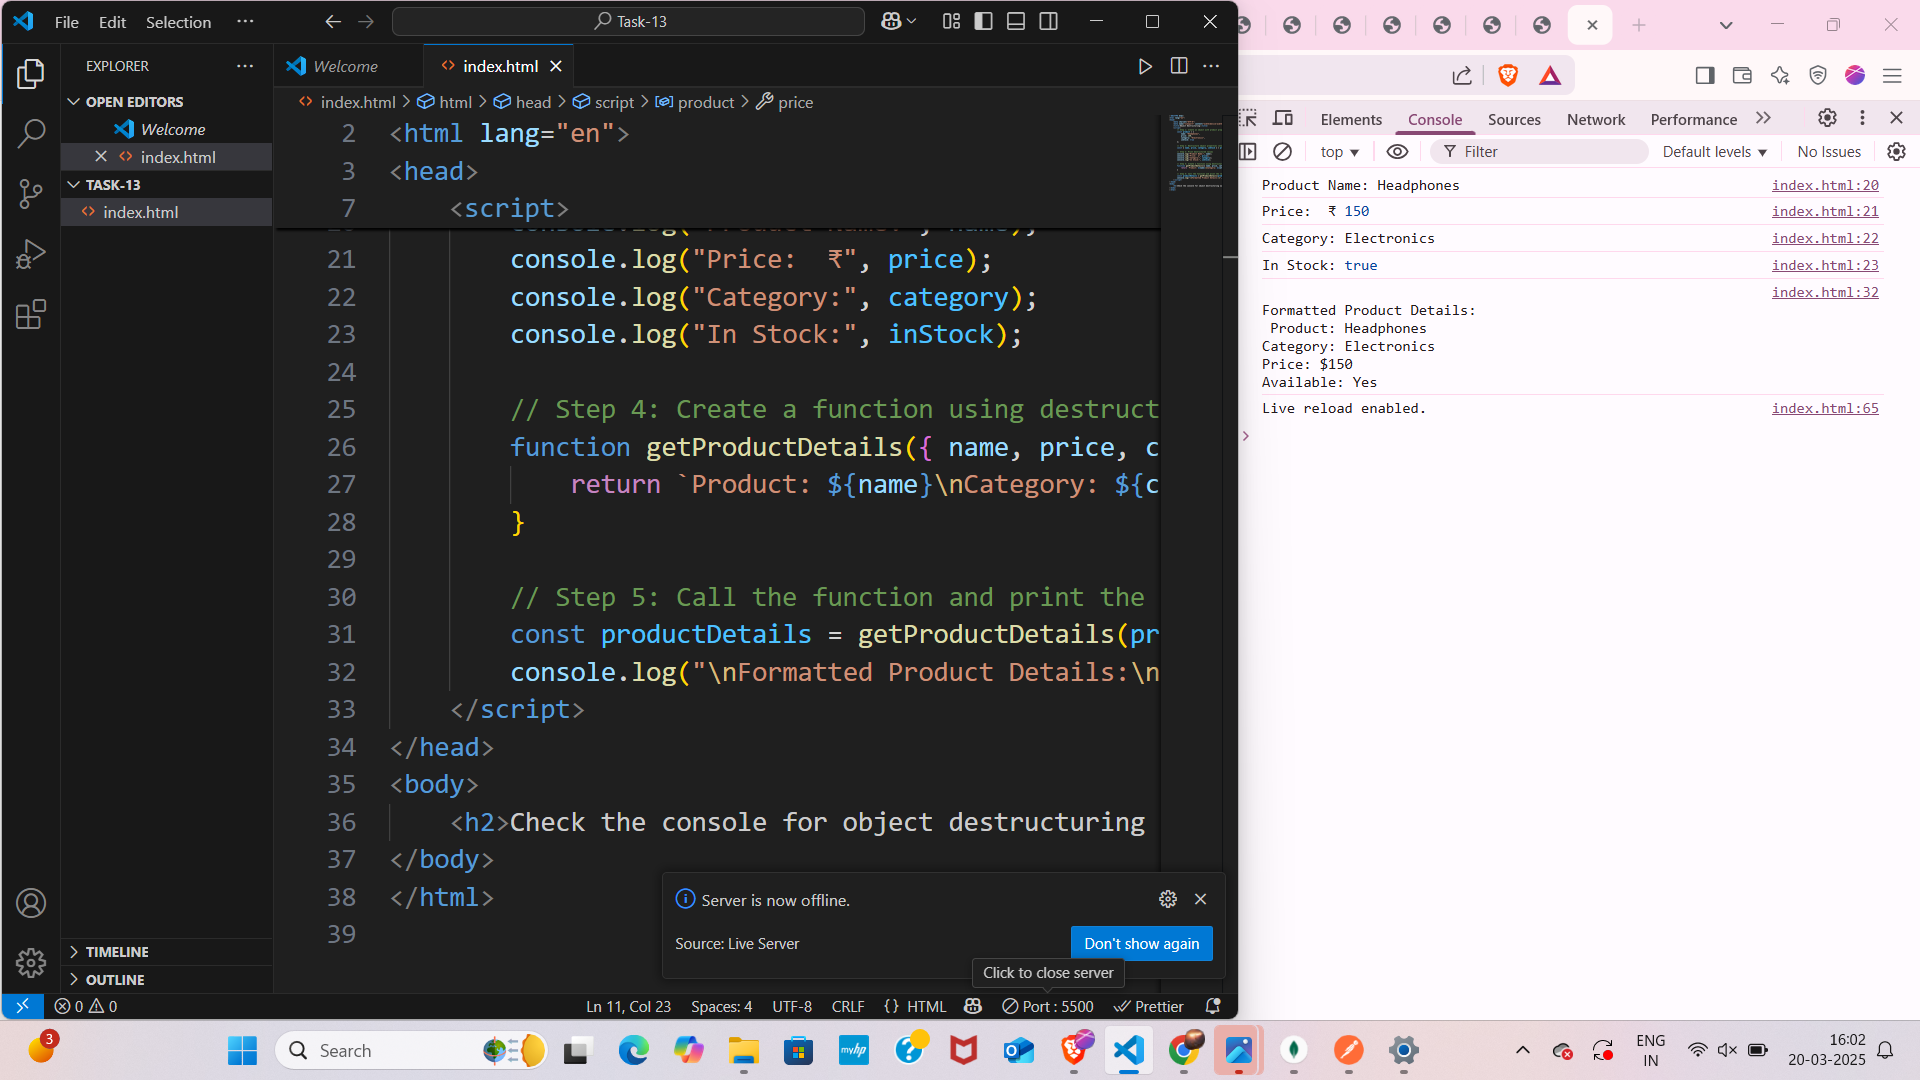 File Edit Selection ···
Task-13
EXPLORER ···
OPEN EDITORS
Welcome
index.html
TASK-13
index.html
TIMELINE
OUTLINE
Welcome
index.html
index.html > html > head > script > product > price
2 <html lang="en">
3 <head>
7 <script>
21 console.log("Price:  ₹", price);
22 console.log("Category:", category);
23 console.log("In Stock:", inStock);
24
25 // Step 4: Create a function using destruct
26 function getProductDetails({ name, price, c
27 return `Product: ${name}\nCategory: ${c
28 }
29
30 // Step 5: Call the function and print the
31 const productDetails = getProductDetails(pr
32 console.log("\nFormatted Product Details:\n
33 </script>
34 </head>
35 <body>
36 <h2>Check the console for object destructuring
37 </body>
38 </html>
39
Server is now offline.
Source: Live Server
Don't show again
Click to close server
0 0 Ln 11, Col 23 Spaces: 4 UTF-8 CRLF {} HTML Port : 5500 Prettier
Elements Console Sources Network Performance
top Filter Default levels No Issues
Product Name: Headphones index.html:20
Price:  ₹ 150 index.html:21
Category: Electronics index.html:22
In Stock: true index.html:23
index.html:32
Formatted Product Details:
Product: Headphones
Category: Electronics
Price: $150
Available: Yes
Live reload enabled. index.html:65
3
Search
myhp
ENG
IN
16:02
20-03-2025